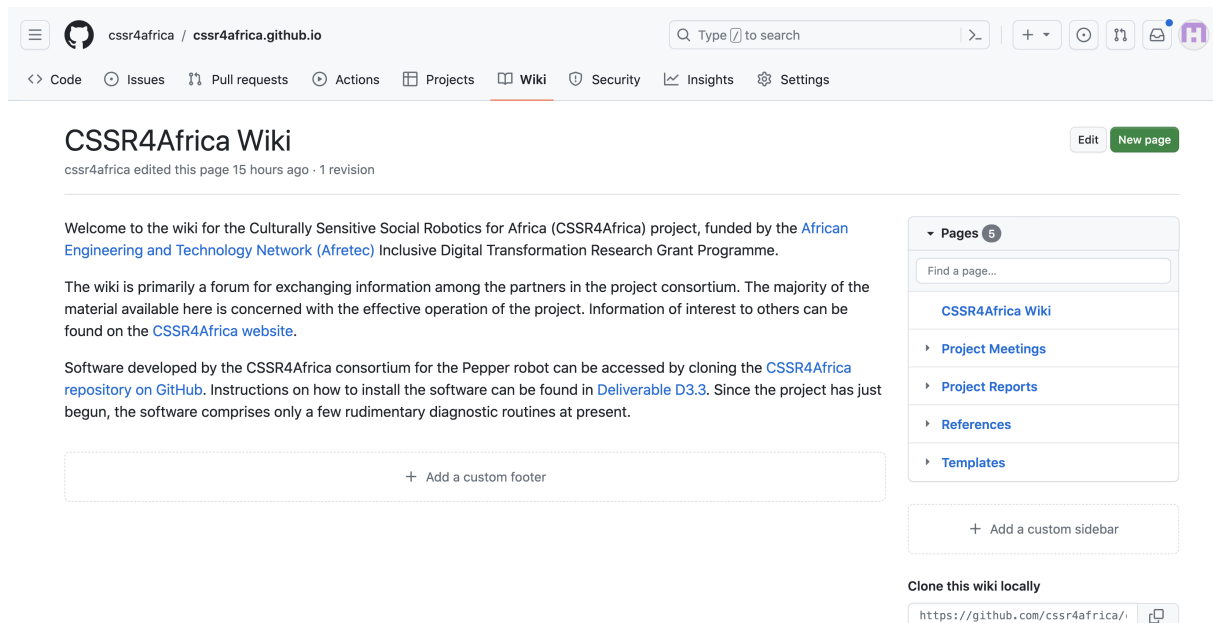 cssr4africa / cssr4africa.github.io
Type / to search
Code Issues Pull requests Actions Projects Wiki Security Insights Settings
CSSR4Africa Wiki
Edit New page
cssr4africa edited this page 15 hours ago · 1 revision
Welcome to the wiki for the Culturally Sensitive Social Robotics for Africa (CSSR4Africa) project, funded by the African
Engineering and Technology Network (Afretec) Inclusive Digital Transformation Research Grant Programme.
The wiki is primarily a forum for exchanging information among the partners in the project consortium. The majority of the
material available here is concerned with the effective operation of the project. Information of interest to others can be
found on the CSSR4Africa website.
Software developed by the CSSR4Africa consortium for the Pepper robot can be accessed by cloning the CSSR4Africa
repository on GitHub. Instructions on how to install the software can be found in Deliverable D3.3. Since the project has just
begun, the software comprises only a few rudimentary diagnostic routines at present.
+ Add a custom footer
Pages 5
Find a page...
CSSR4Africa Wiki
Project Meetings
Project Reports
References
Templates
+ Add a custom sidebar
Clone this wiki locally
https://github.com/cssr4africa/